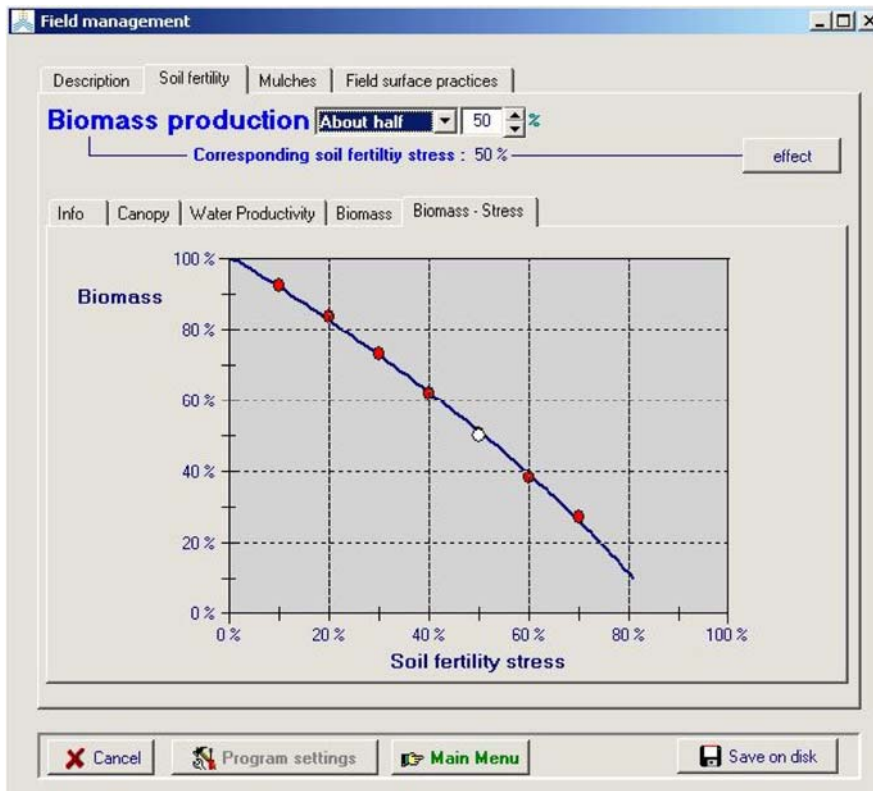 Field management
Description Soil fertility Mulches Field surface practices
Biomass production About half 50 %
Corresponding soil fertiltiy stress : 50 % effect
Info Canopy Water Productivity Biomass Biomass - Stress
Biomass
100 %
80 %
60 %
40 %
20 %
0 %
0 % 20 % 40 % 60 % 80 % 100 %
Soil fertility stress
Cancel Program settings Main Menu Save on disk